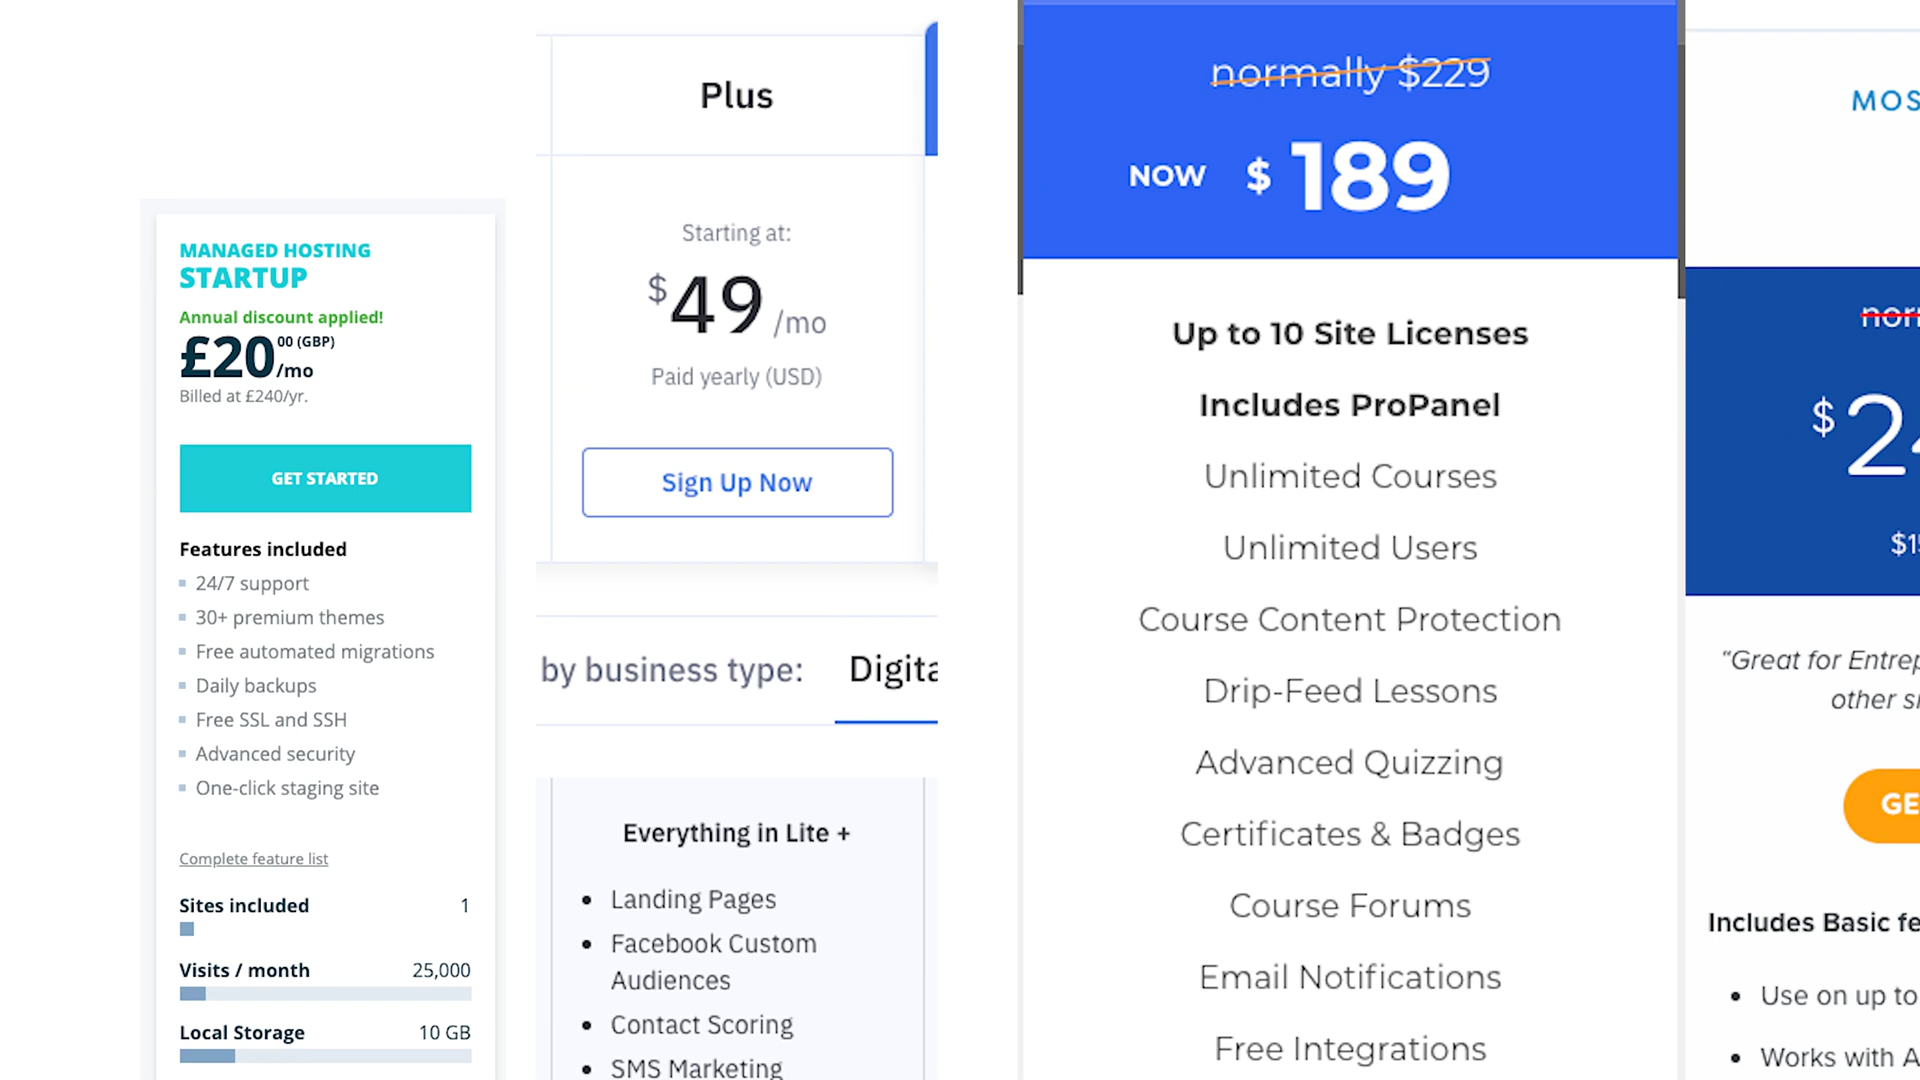 MANAGED HOSTING
STARTUP
Annual discount applied!
£20 00 (GBP) /mo
Billed at £240/yr.
GET STARTED
Features included
24/7 support
30+ premium themes
Free automated migrations
Daily backups
Free SSL and SSH
Advanced security
One-click staging site
Complete feature list
Sites included 1
Visits / month 25,000
Local Storage 10 GB
Plus
Starting at:
$49 /mo
Paid yearly (USD)
Sign Up Now
by business type: Digita
Everything in Lite +
Landing Pages
Facebook Custom
Audiences
Contact Scoring
SMS Marketing
normally $229
NOW $ 189
Up to 10 Site Licenses
Includes ProPanel
Unlimited Courses
Unlimited Users
Course Content Protection
Drip-Feed Lessons
Advanced Quizzing
Certificates & Badges
Course Forums
Email Notifications
Free Integrations
MOS
nor
$2
$1
“Great for Entrep
other s
GE
Includes Basic fe
Use on up to
Works with A